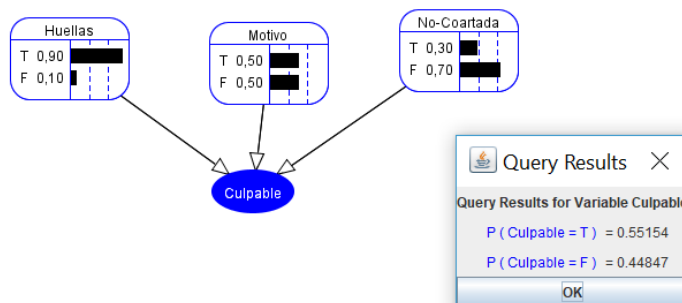 Huellas
T 0,90
F 0,10
Motivo
T 0,50
F 0,50
No-Coartada
T 0,30
F 0,70
Culpable
Query Results
Query Results for Variable Culpable
P ( Culpable = T ) = 0.55154
P ( Culpable = F ) = 0.44847
OK